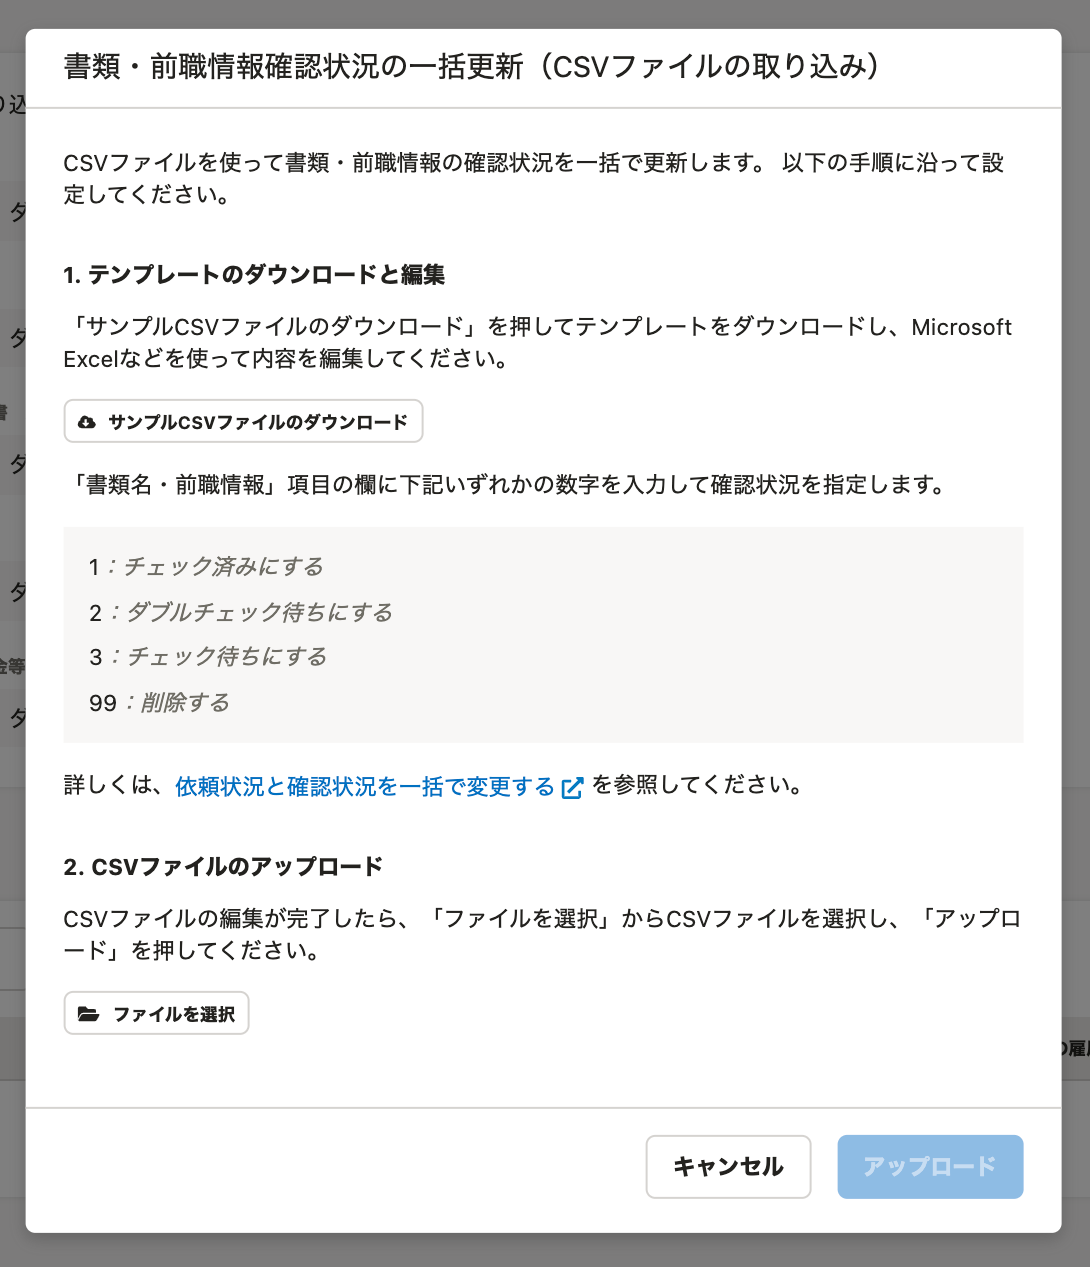 書類・前職情報確認状況の一括更新（CSVファイルの取り込み）
CSVファイルを使って書類・前職情報の確認状況を一括で更新します。 以下の手順に沿って設
定してください。
1. テンプレートのダウンロードと編集
「サンプルCSVファイルのダウンロード」を押してテンプレートをダウンロードし、Microsoft
Excelなどを使って内容を編集してください。
サンプルCSVファイルのダウンロード
「書類名・前職情報」項目の欄に下記いずれかの数字を入力して確認状況を指定します。
1：チェック済みにする
2：ダブルチェック待ちにする
3：チェック待ちにする
99：削除する
詳しくは、依頼状況と確認状況を一括で変更する を参照してください。
2. CSVファイルのアップロード
CSVファイルの編集が完了したら、「ファイルを選択」からCSVファイルを選択し、「アップロ
ード」を押してください。
ファイルを選択
キャンセル
アップロード